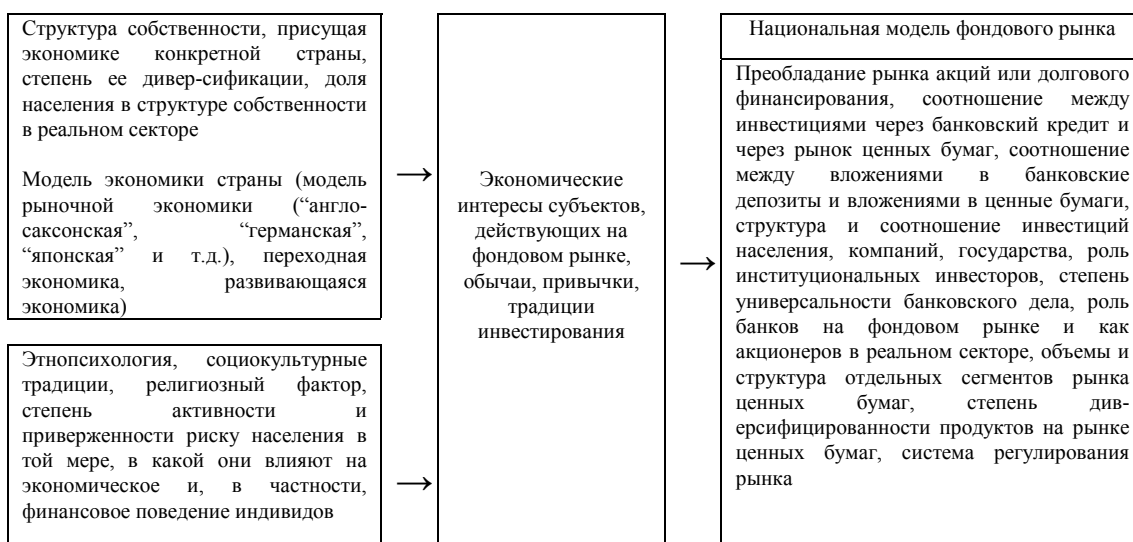 Структура собственности, присущая
экономике конкретной страны,
степень ее дивер-сификации, доля
населения в структуре собственности
в реальном секторе
Модель экономики страны (модель
рыночной экономики (“англо-
саксонская”, “германская”,
“японская” и т.д.), переходная
экономика, развивающаяся
экономика)
Этнопсихология, социокультурные
традиции, религиозный фактор,
степень активности и
приверженности риску населения в
той мере, в какой они влияют на
экономическое и, в частности,
финансовое поведение индивидов
→
→
Экономические
интересы субъектов,
действующих на
фондовом рынке,
обычаи, привычки,
традиции
инвестирования
→
Национальная модель фондового рынка
Преобладание рынка акций или долгового
финансирования, соотношение между
инвестициями через банковский кредит и
через рынок ценных бумаг, соотношение
между вложениями в банковские
депозиты и вложениями в ценные бумаги,
структура и соотношение инвестиций
населения, компаний, государства, роль
институциональных инвесторов, степень
универсальности банковского дела, роль
банков на фондовом рынке и как
акционеров в реальном секторе, объемы и
структура отдельных сегментов рынка
ценных бумаг, степень див-
ерсифицированности продуктов на рынке
ценных бумаг, система регулирования
рынка